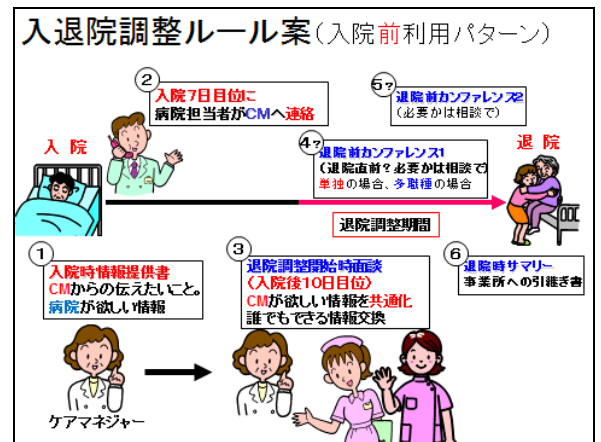 入退院調整ルール案(入院前利用パターン)
②
入院7日目位に
病院担当者がCMへ連絡
⑤?
退院前カンファレンス2
(必要かは相談で)
入 院
④?
退院前カンファレンス1
(退院直前?必要かは相談で)
単独の場合、多職種の場合
退 院
退院調整期間
①
入院時情報提供書
CMからの伝えたいこと。
病院が欲しい情報
③
退院調整開始時面談
(入院後10日目位)
CMが欲しい情報を共通化
誰でもできる情報交換
⑥
退院時サマリー
事業所への引継ぎ書
ケアマネジャー